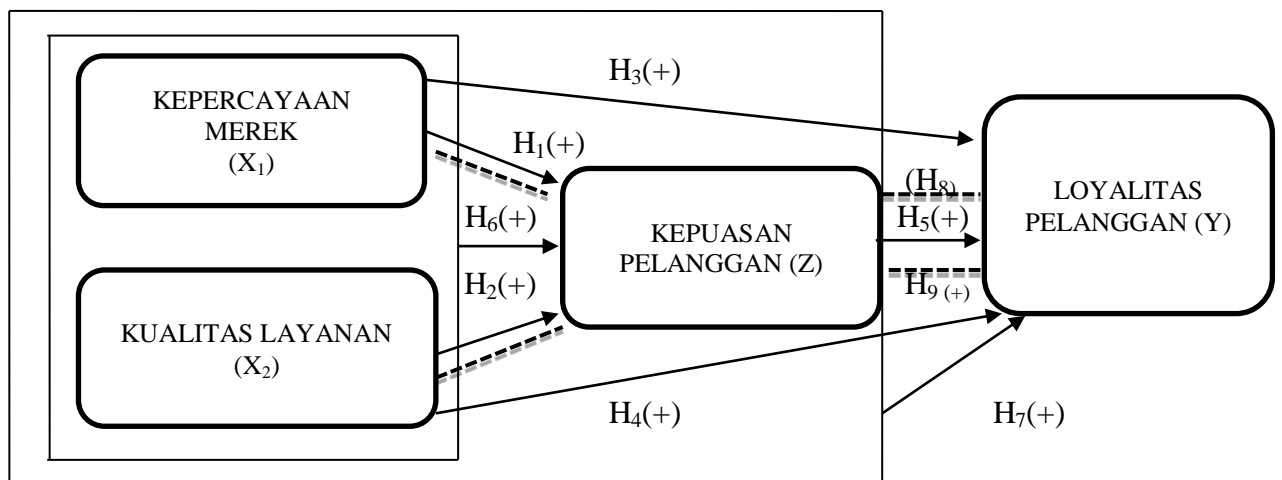 H₃(+)
KEPERCAYAAN
MEREK
(X₁)
H₁(+)
(H₈)
LOYALITAS
PELANGGAN (Y)
H₆(+)
KEPUASAN
PELANGGAN (Z)
H₅(+)
H₂(+)
H₉ (+)
KUALITAS LAYANAN
(X₂)
H₄(+)
H₇(+)